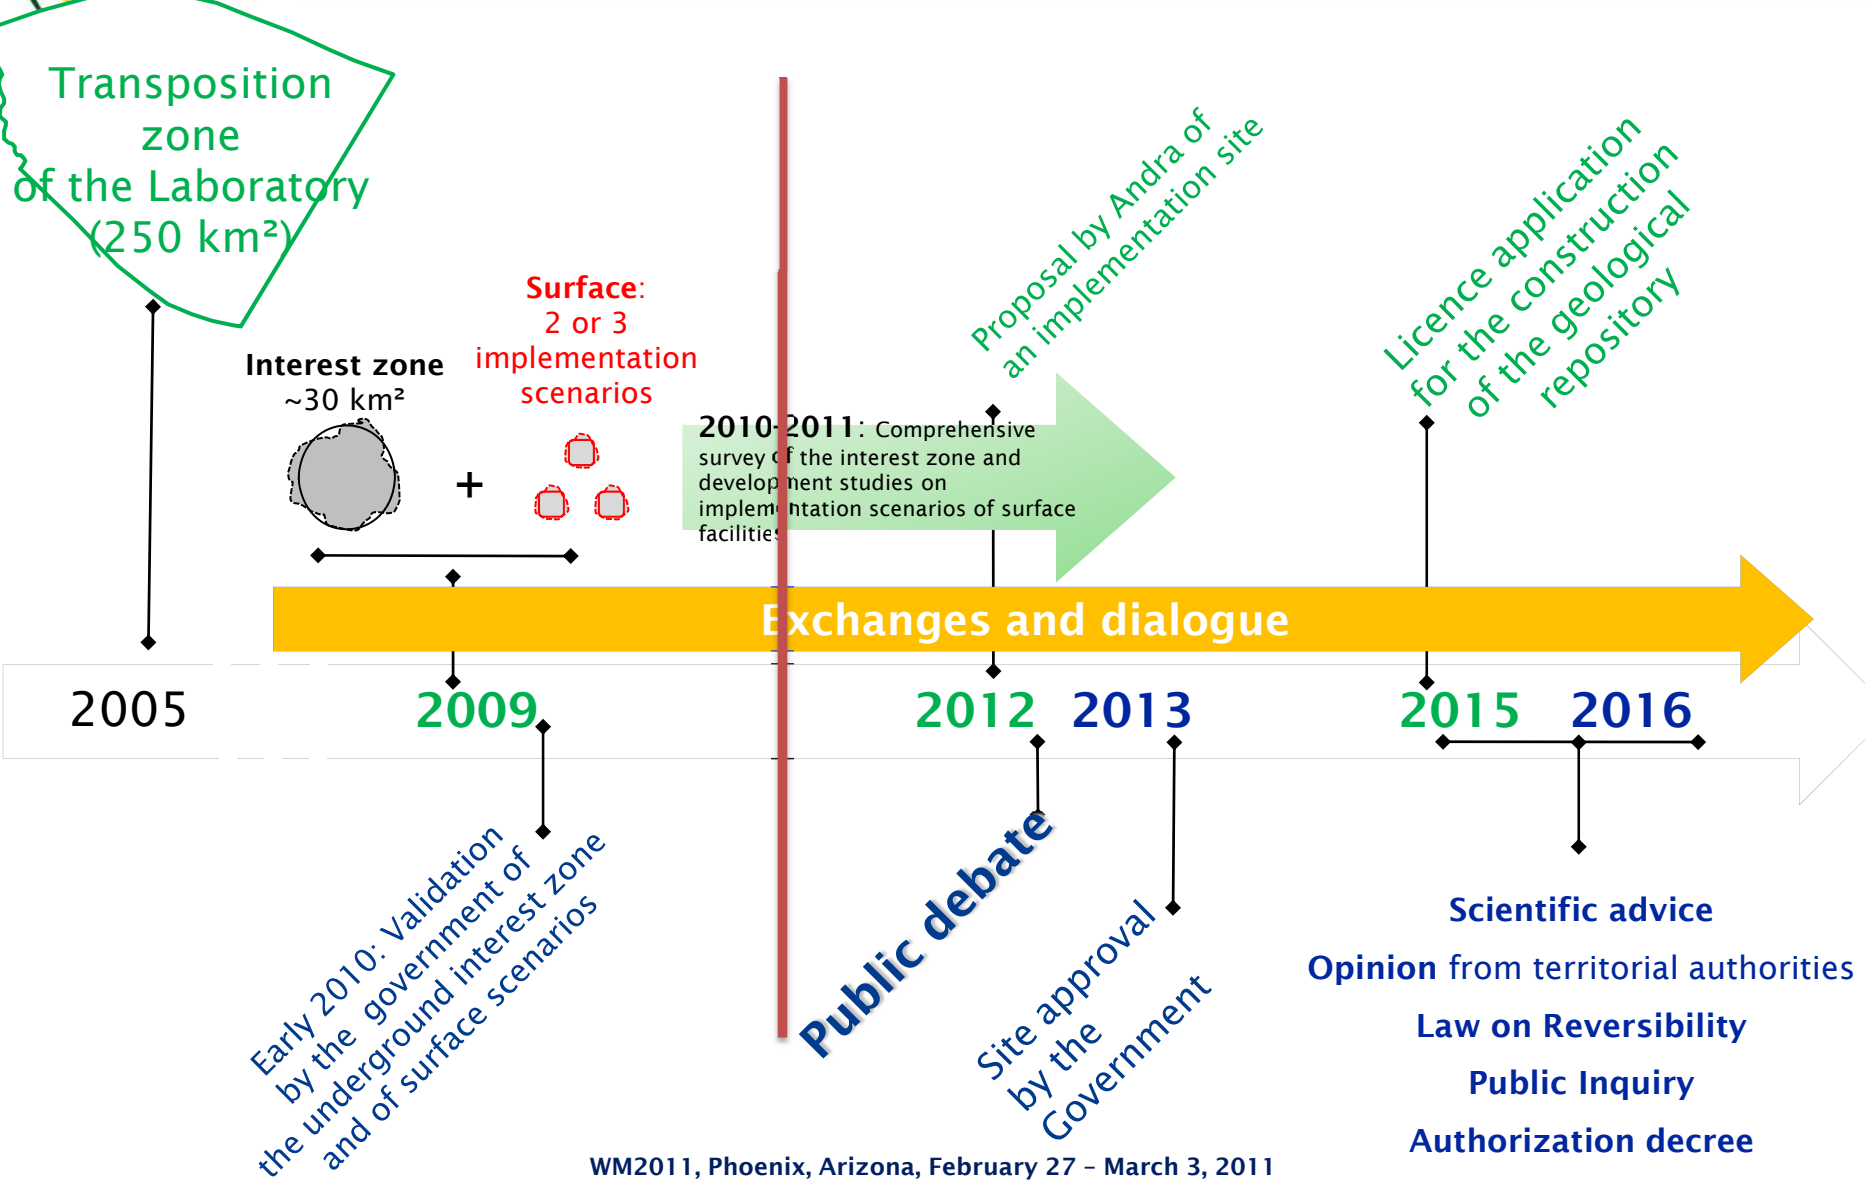 Transposition
zone
of the Laboratory
(250 km²)
Interest zone
~30 km²
Surface:
2 or 3
implementation
scenarios
+
2010-2011: Comprehensive
survey of the interest zone and
development studies on
implementation scenarios of surface
facilities
Proposal by Andra of
an implementation site
Licence application
for the construction
of the geological
repository
Exchanges and dialogue
2005
2009
2012
2013
2015
2016
Early 2010: Validation
by the government of
the underground interest zone
and of surface scenarios
Public debate
Site approval
by the
Government
Scientific advice
Opinion from territorial authorities
Law on Reversibility
Public Inquiry
Authorization decree
WM2011, Phoenix, Arizona, February 27 – March 3, 2011